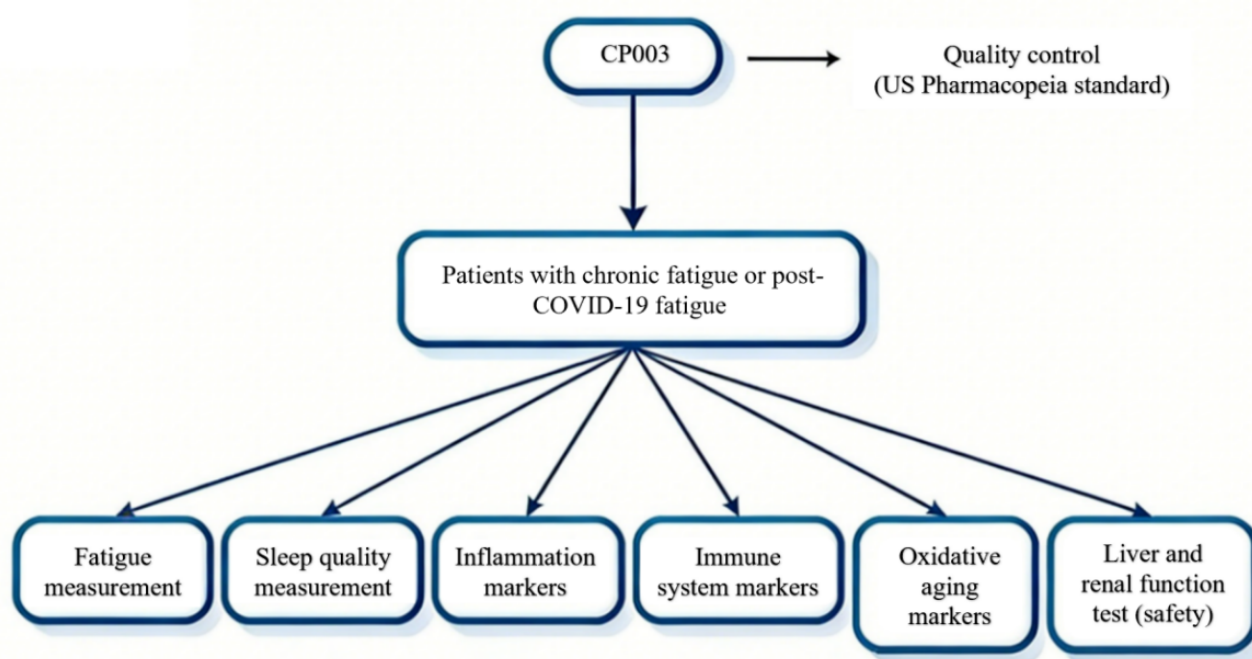 CP003
Quality control
(US Pharmacopeia standard)
Patients with chronic fatigue or post-
COVID-19 fatigue
Fatigue
measurement
Sleep quality
measurement
Inflammation
markers
Immune
system markers
Oxidative
aging
markers
Liver and
renal function
test (safety)